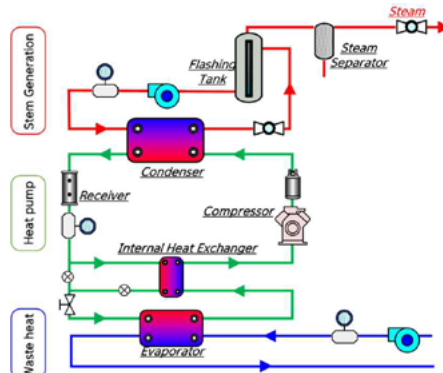 Steam
Stem Generation
Flashing
Tank
Steam
Separator
Condenser
Heat pump
Receiver
Compressor
Internal Heat Exchanger
Waste heat
Evaporator